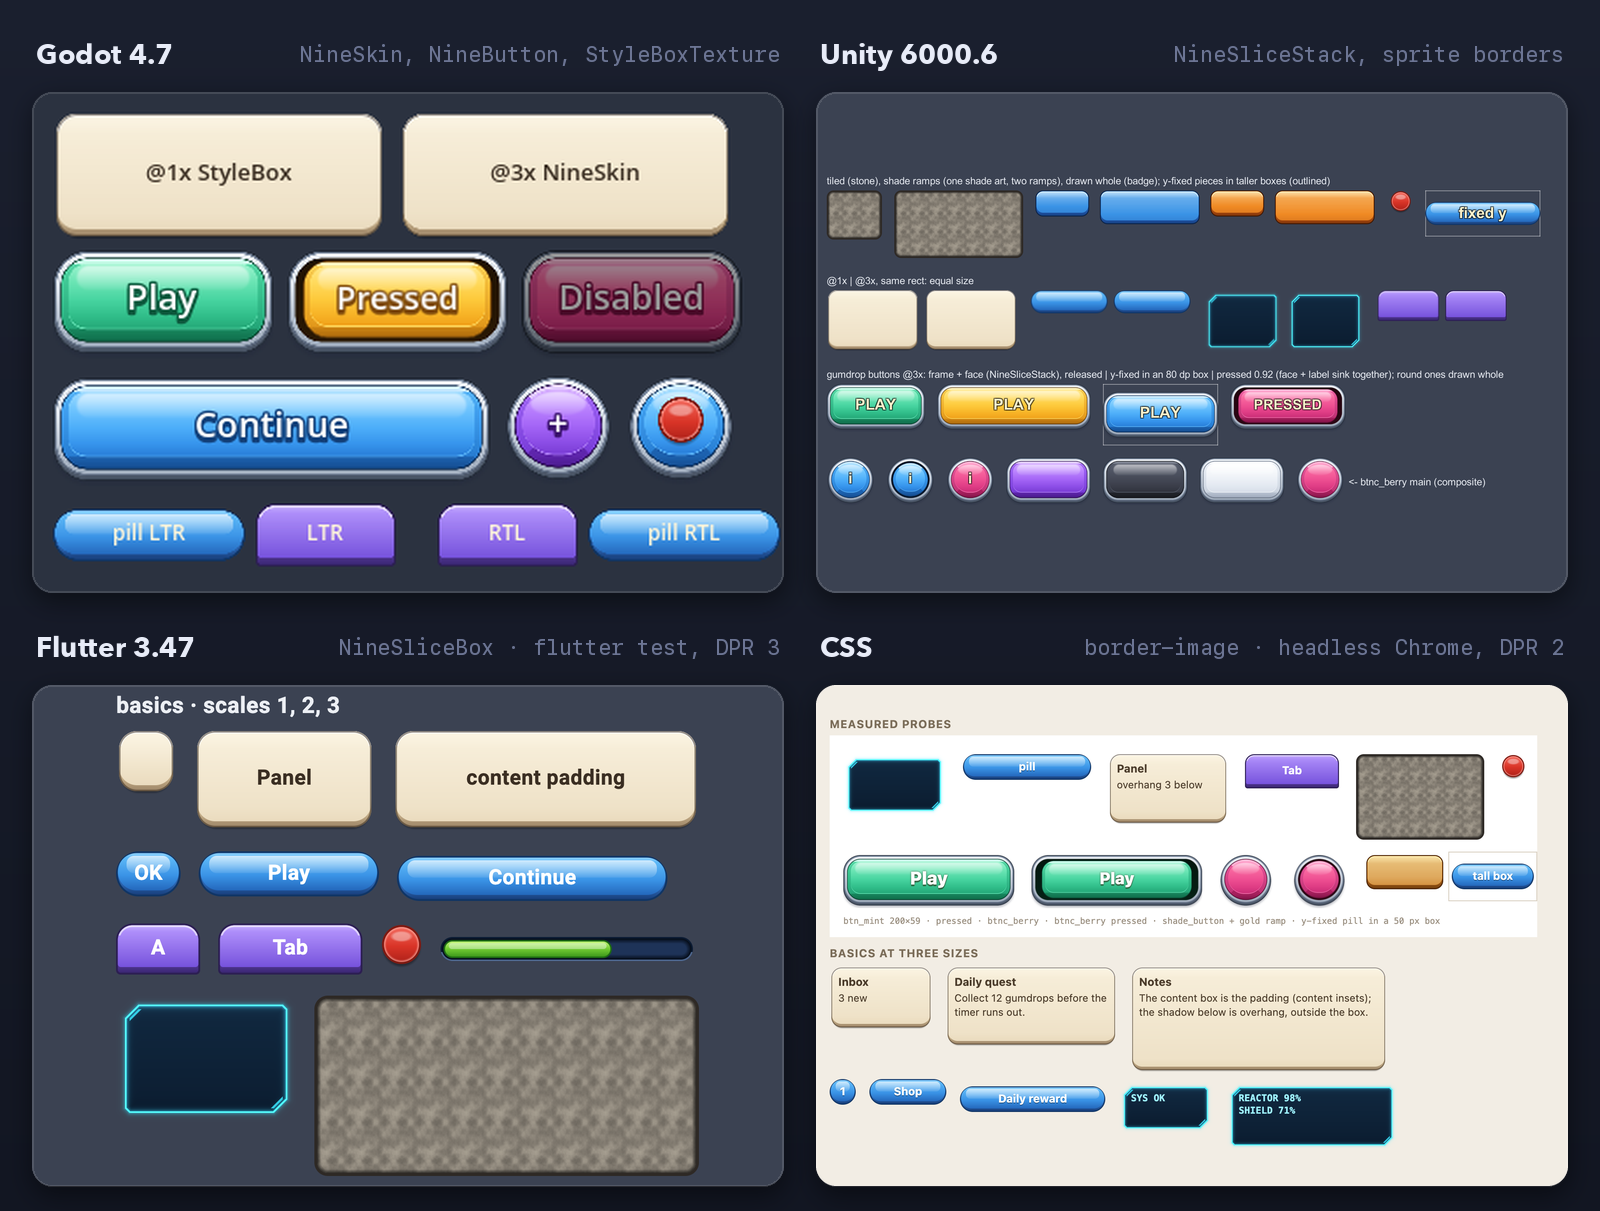 Godot 4.7
NineSkin, NineButton, StyleBoxTexture
@1x StyleBox
@3x NineSkin
Play
Pressed
Disabled
Continue
+
pill LTR
LTR
RTL
pill RTL
Unity 6000.6
NineSliceStack, sprite borders
tiled (stone), shade ramps (one shade art, two ramps), drawn whole (badge); y-fixed pieces in taller boxes (outlined)
fixed y
@1x | @3x, same rect: equal size
gumdrop buttons @3x: frame + face (NineSliceStack), released | y-fixed in an 80 dp box | pressed 0.92 (face + label sink together); round ones drawn whole
PLAY
PLAY
PLAY
PRESSED
i
i
i
<- btnc_berry main (composite)
Flutter 3.47
NineSliceBox · flutter test, DPR 3
basics · scales 1, 2, 3
Panel
content padding
OK
Play
Continue
A
Tab
CSS
border-image · headless Chrome, DPR 2
MEASURED PROBES
pill
Panel
overhang 3 below
Tab
Play
Play
tall box
btn_mint 200×59 · pressed · btnc_berry · btnc_berry pressed · shade_button + gold ramp · y-fixed pill in a 50 px box
BASICS AT THREE SIZES
Inbox
3 new
Daily quest
Collect 12 gumdrops before the
timer runs out.
Notes
The content box is the padding (content insets);
the shadow below is overhang, outside the box.
1
Shop
Daily reward
SYS OK
REACTOR 98%
SHIELD 71%